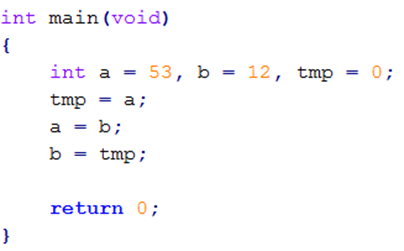 int main(void)
{
    int a = 53, b = 12, tmp = 0;
    tmp = a;
    a = b;
    b = tmp;

    return 0;
}